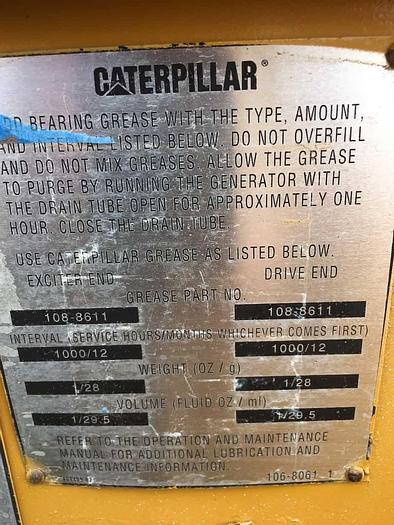 CATERPILLAR®
BEARING GREASE WITH THE TYPE, AMOUNT,
AND INTERVAL LISTED BELOW. DO NOT OVERFILL
AND DO NOT MIX GREASES. ALLOW THE GREASE
TO PURGE BY RUNNING THE GENERATOR WITH
THE DRAIN TUBE OPEN FOR APPROXIMATELY ONE
HOUR. CLOSE THE DRAIN TUBE.
USE CATERPILLAR GREASE AS LISTED BELOW.
EXCITER END DRIVE END
GREASE PART NO.
108-8611 108-8611
INTERVAL (SERVICE HOURS/MONTHS WHICHEVER COMES FIRST)
1000/12 1000/12
WEIGHT (OZ / g)
1/28 1/28
VOLUME (FLUID OZ / ml)
1/29.5 1/29.5
REFER TO THE OPERATION AND MAINTENANCE
MANUAL FOR ADDITIONAL LUBRICATION AND
MAINTENANCE INFORMATION.
106-8061 1